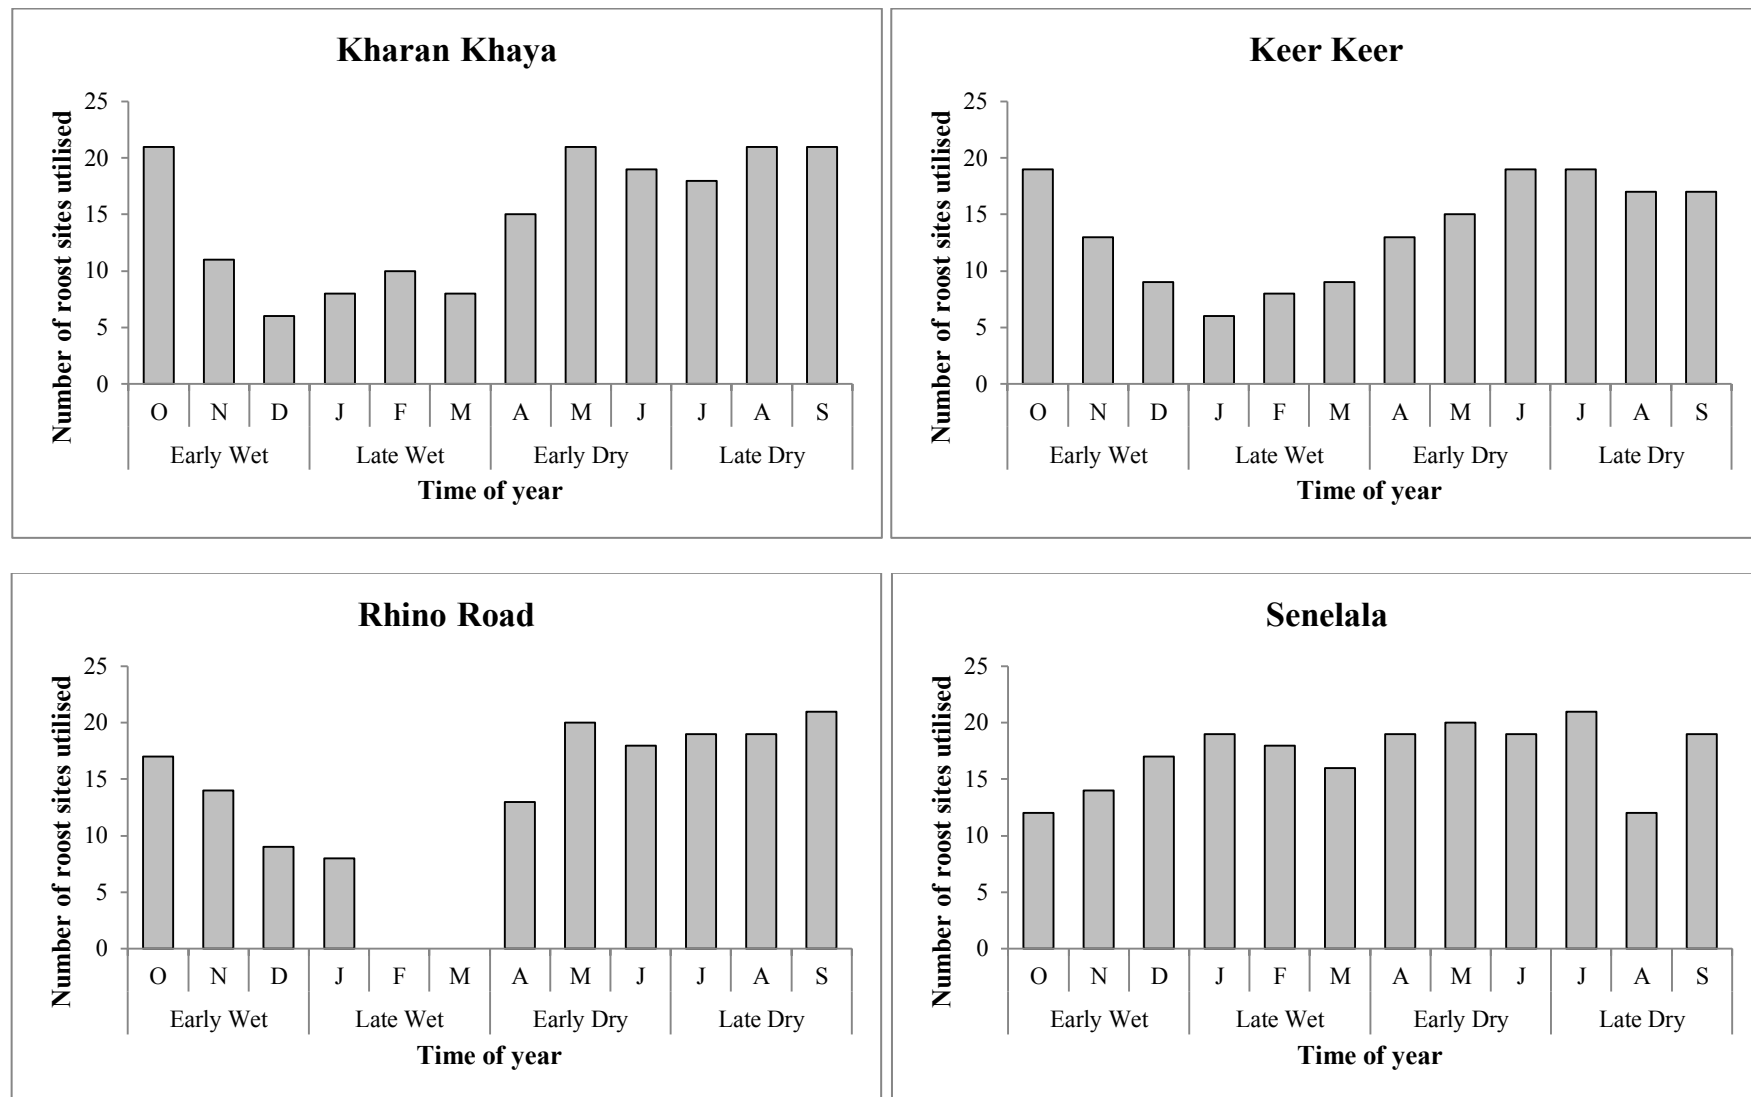 Kharan Khaya
Number of roost sites utilised
25
20
15
10
5
0
O N D J F M A M J J A S
Early Wet Late Wet Early Dry Late Dry
Time of year
Keer Keer
Number of roost sites utilised
25
20
15
10
5
0
O N D J F M A M J J A S
Early Wet Late Wet Early Dry Late Dry
Time of year
Rhino Road
Number of roost sites utilised
25
20
15
10
5
0
O N D J F M A M J J A S
Early Wet Late Wet Early Dry Late Dry
Time of year
Senelala
Number of roost sites utilised
25
20
15
10
5
0
O N D J F M A M J J A S
Early Wet Late Wet Early Dry Late Dry
Time of year